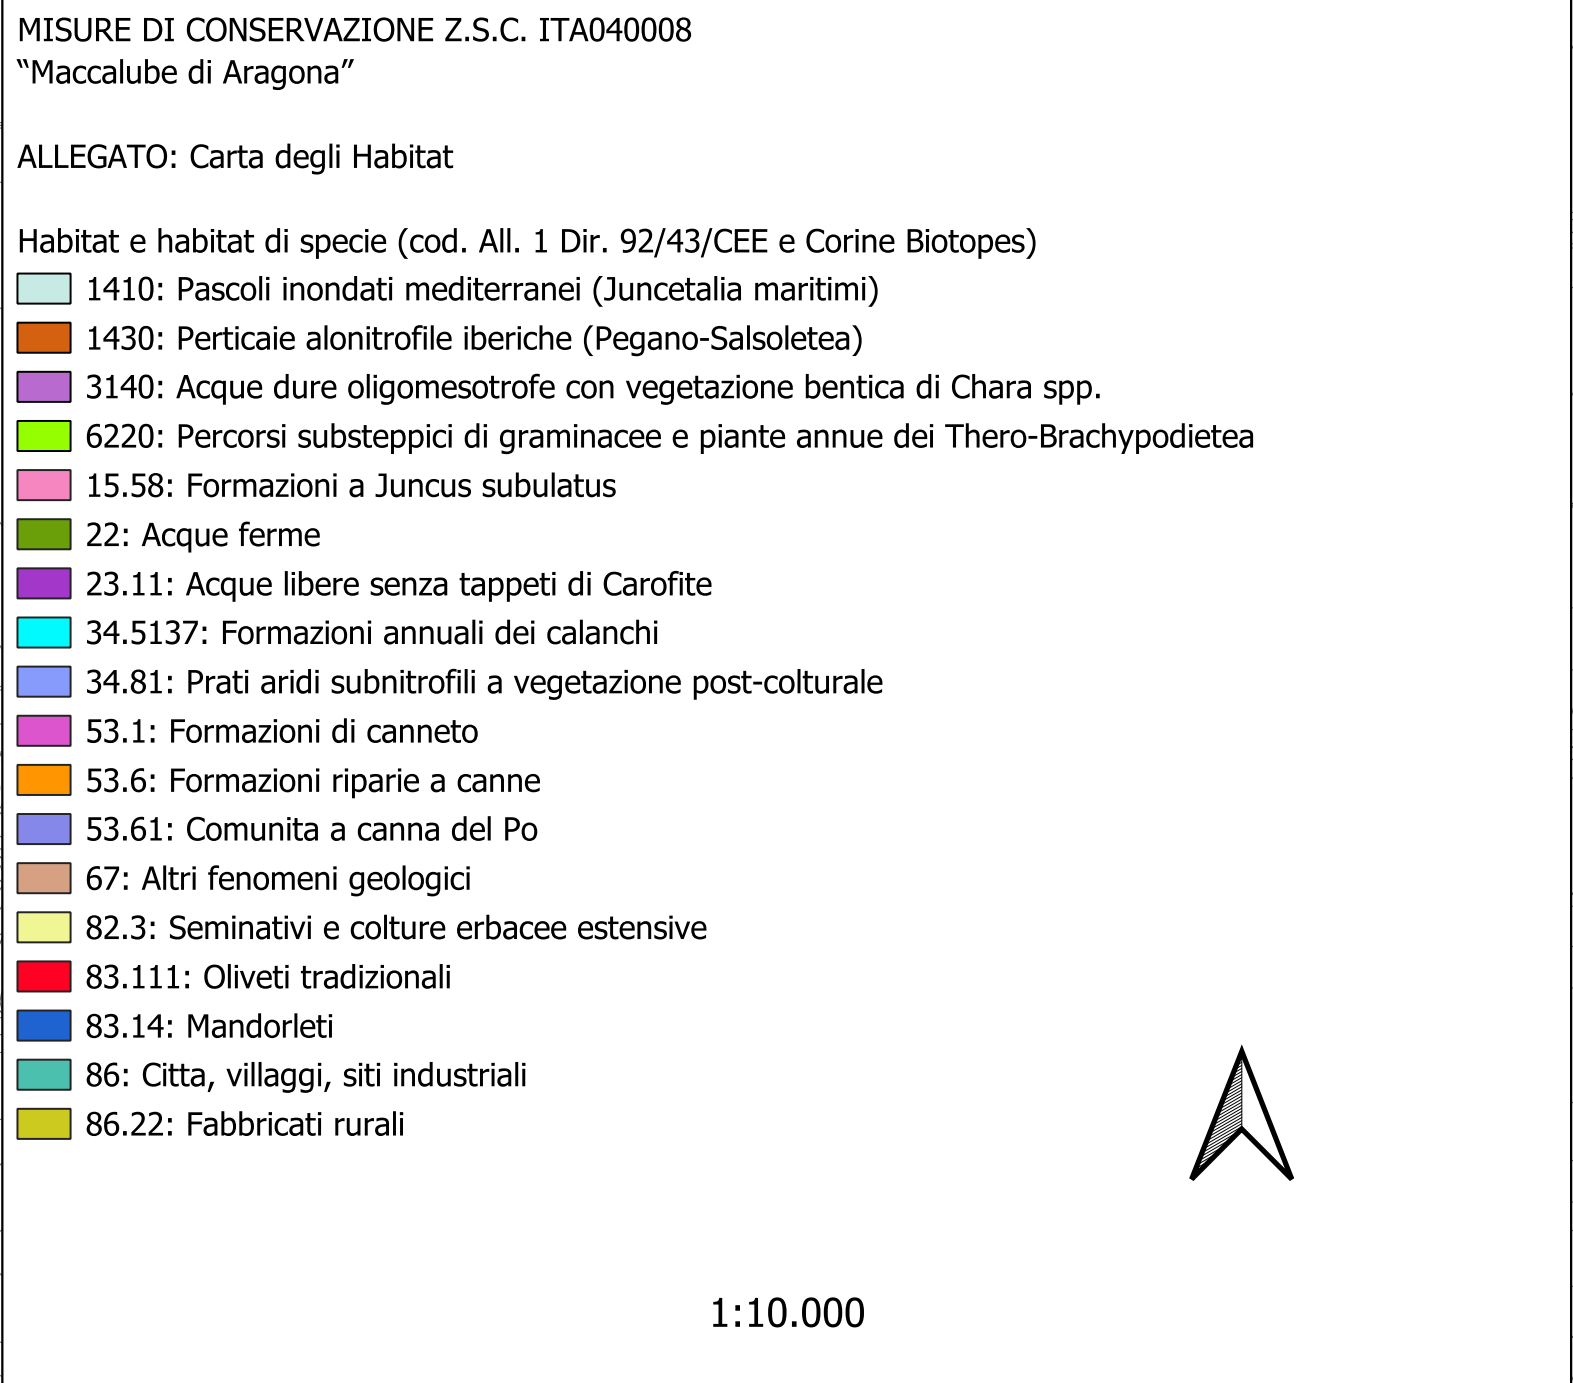 MISURE DI CONSERVAZIONE Z.S.C. ITA040008
“Maccalube di Aragona”
ALLEGATO: Carta degli Habitat
Habitat e habitat di specie (cod. All. 1 Dir. 92/43/CEE e Corine Biotopes)
1410: Pascoli inondati mediterranei (Juncetalia maritimi)
1430: Perticaie alonitrofile iberiche (Pegano-Salsoletea)
3140: Acque dure oligomesotrofe con vegetazione bentica di Chara spp.
6220: Percorsi substeppici di graminacee e piante annue dei Thero-Brachypodietea
15.58: Formazioni a Juncus subulatus
22: Acque ferme
23.11: Acque libere senza tappeti di Carofite
34.5137: Formazioni annuali dei calanchi
34.81: Prati aridi subnitrofili a vegetazione post-colturale
53.1: Formazioni di canneto
53.6: Formazioni riparie a canne
53.61: Comunita a canna del Po
67: Altri fenomeni geologici
82.3: Seminativi e colture erbacee estensive
83.111: Oliveti tradizionali
83.14: Mandorleti
86: Citta, villaggi, siti industriali
86.22: Fabbricati rurali
1:10.000